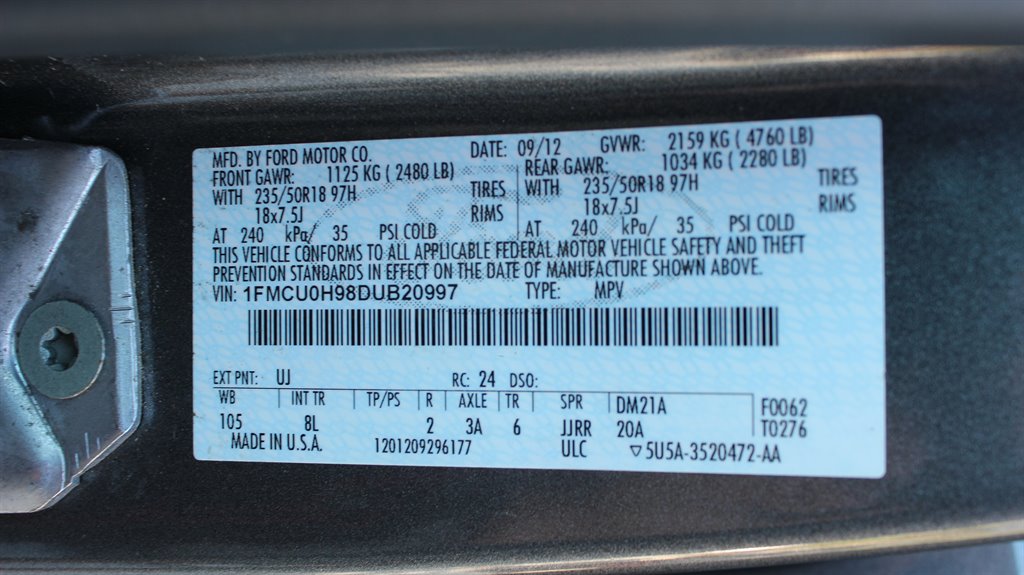 MFD. BY FORD MOTOR CO. DATE: 09/12 GVWR: 2159 KG ( 4760 LB)
FRONT GAWR: 1125 KG ( 2480 LB) REAR GAWR: 1034 KG ( 2280 LB)
WITH 235/50R18 97H TIRES WITH 235/50R18 97H TIRES
18x7.5J RIMS 18x7.5J RIMS
AT 240 kPa/ 35 PSI COLD AT 240 kPa/ 35 PSI COLD
THIS VEHICLE CONFORMS TO ALL APPLICABLE FEDERAL MOTOR VEHICLE SAFETY AND THEFT
PREVENTION STANDARDS IN EFFECT ON THE DATE OF MANUFACTURE SHOWN ABOVE.
VIN: 1FMCU0H98DUB20997 TYPE: MPV
EXT PNT: UJ RC: 24 DSO:
WB INT TR TP/PS R AXLE TR SPR DM21A F0062
105 8L 2 3A 6 JJRR 20A T0276
MADE IN U.S.A. 1201209296177 ULC ▽5U5A-3520472-AA